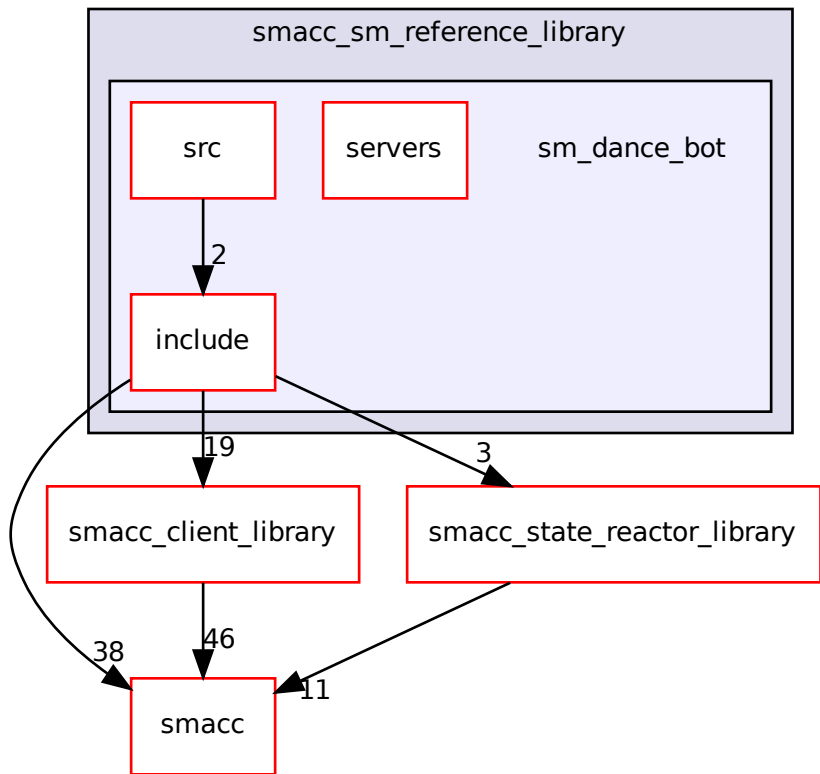 smacc_sm_reference_library
src
servers
sm_dance_bot
2
include
19
3
smacc_client_library
smacc_state_reactor_library
38
46
11
smacc